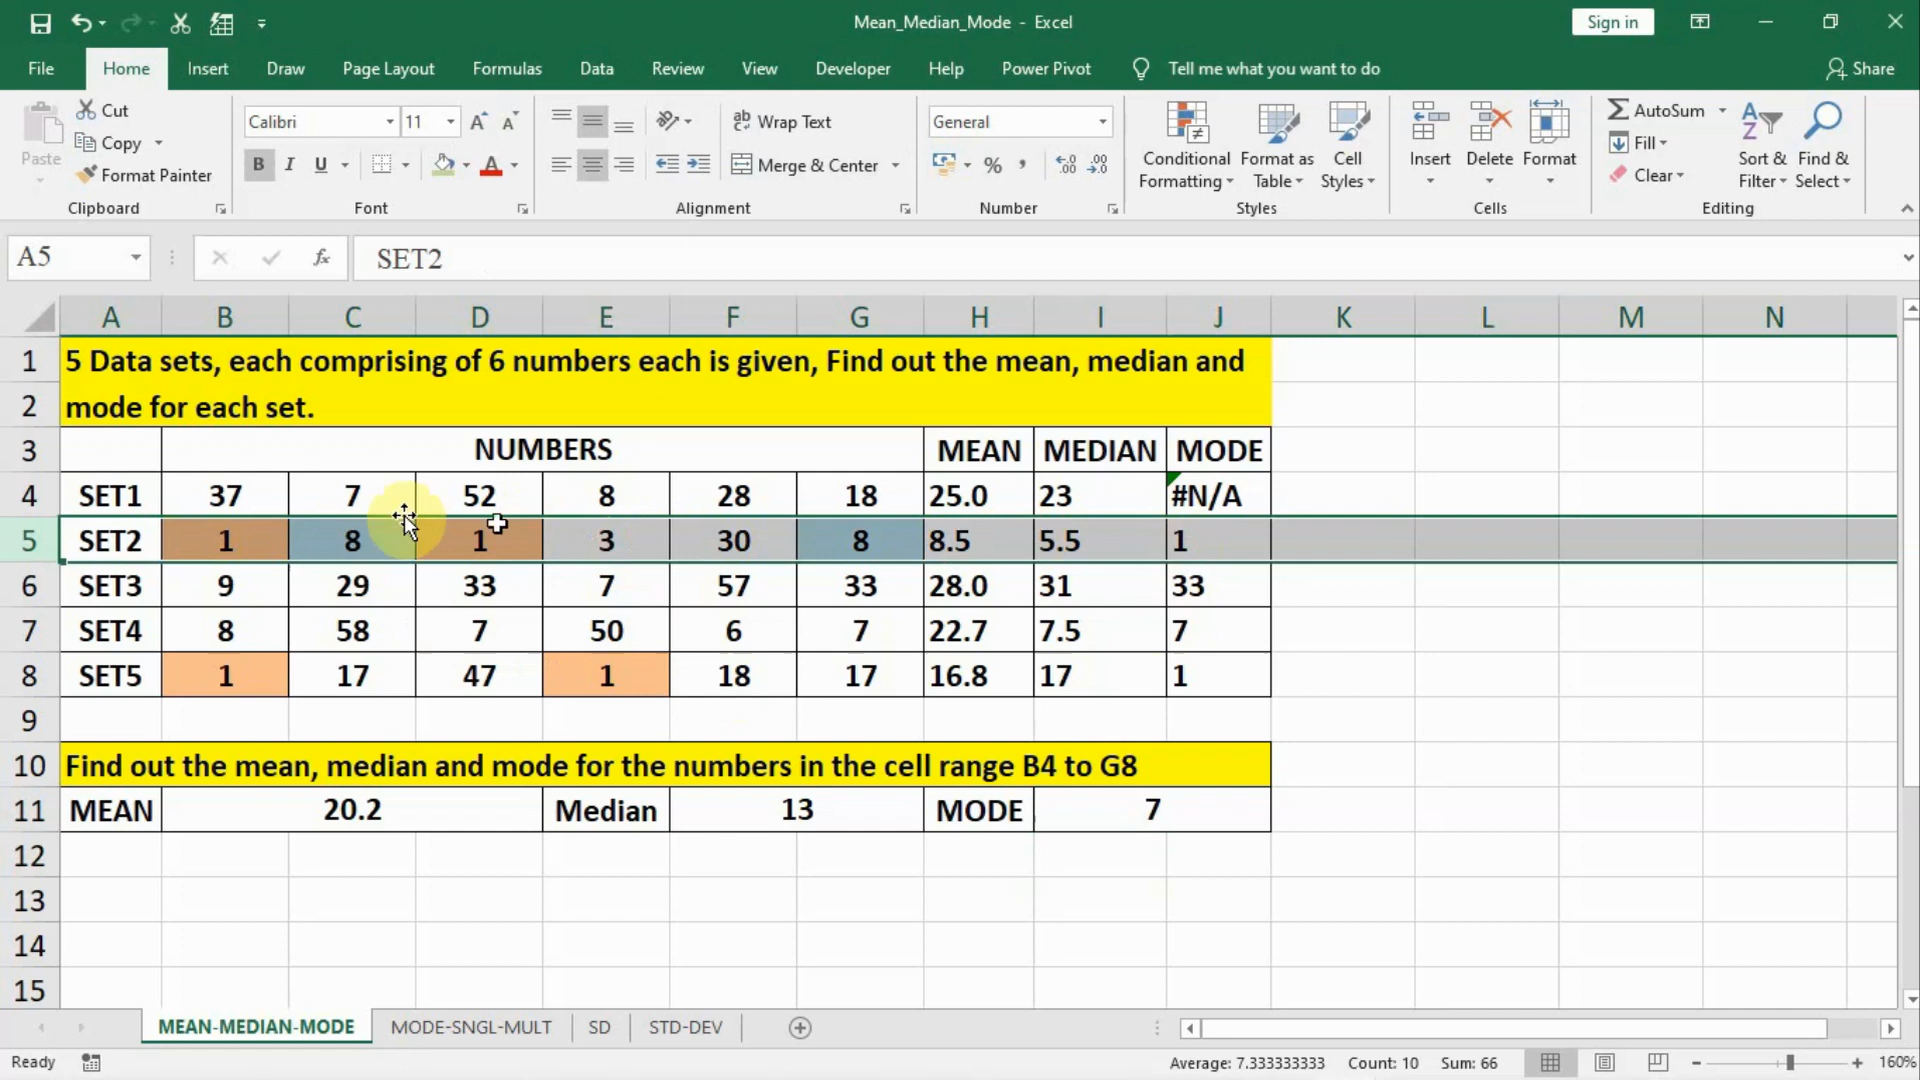 Mean_Median_Mode - Excel
Sign in
File Home Insert Draw Page Layout Formulas Data Review View Developer Help Power Pivot Tell me what you want to do Share
Paste
Cut
Copy
Format Painter
Clipboard
Calibri 11
B I U
Font
Wrap Text
Merge & Center
Alignment
General
%
Number
Conditional Formatting
Format as Table
Cell Styles
Styles
Insert Delete Format
Cells
AutoSum
Fill
Clear
Sort & Filter
Find & Select
Editing
A5 fx SET2
A B C D E F G H I J K L M N
1 5 Data sets, each comprising of 6 numbers each is given, Find out the mean, median and
2 mode for each set.
3 NUMBERS MEAN MEDIAN MODE
4 SET1 37 7 52 8 28 18 25.0 23 #N/A
5 SET2 1 8 1 3 30 8 8.5 5.5 1
6 SET3 9 29 33 7 57 33 28.0 31 33
7 SET4 8 58 7 50 6 7 22.7 7.5 7
8 SET5 1 17 47 1 18 17 16.8 17 1
9
10 Find out the mean, median and mode for the numbers in the cell range B4 to G8
11 MEAN 20.2 Median 13 MODE 7
12
13
14
15
MEAN-MEDIAN-MODE MODE-SNGL-MULT SD STD-DEV
Ready Average: 7.333333333 Count: 10 Sum: 66 160%